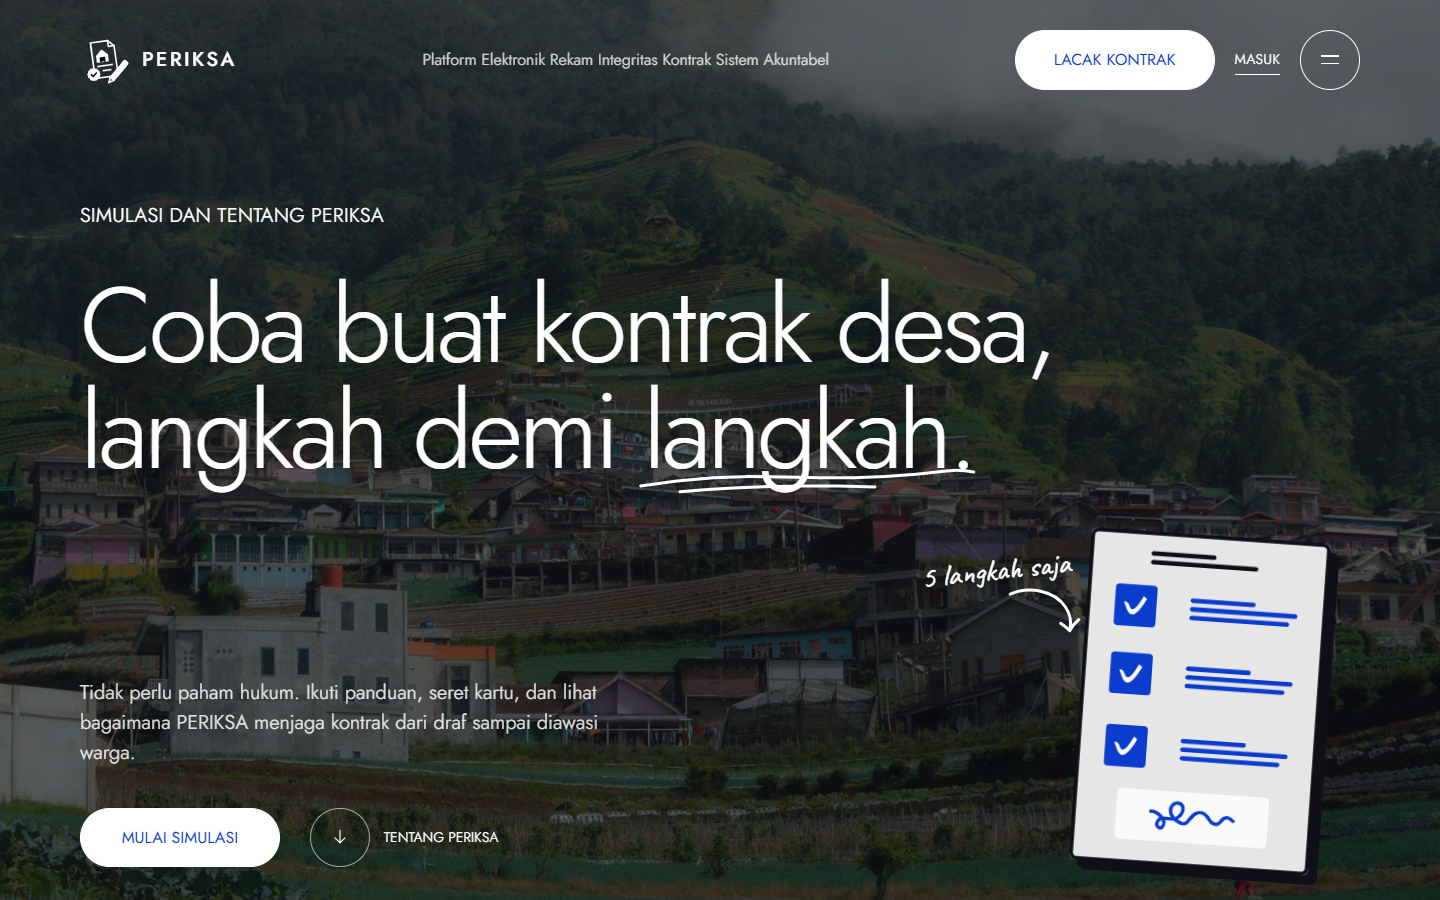 PERIKSA
Platform Elektronik Rekam Integritas Kontrak Sistem Akuntabel
LACAK KONTRAK
MASUK
SIMULASI DAN TENTANG PERIKSA
Coba buat kontrak desa,
langkah demi langkah.
5 langkah saja
Tidak perlu paham hukum. Ikuti panduan, seret kartu, dan lihat
bagaimana PERIKSA menjaga kontrak dari draf sampai diawasi
warga.
MULAI SIMULASI
TENTANG PERIKSA